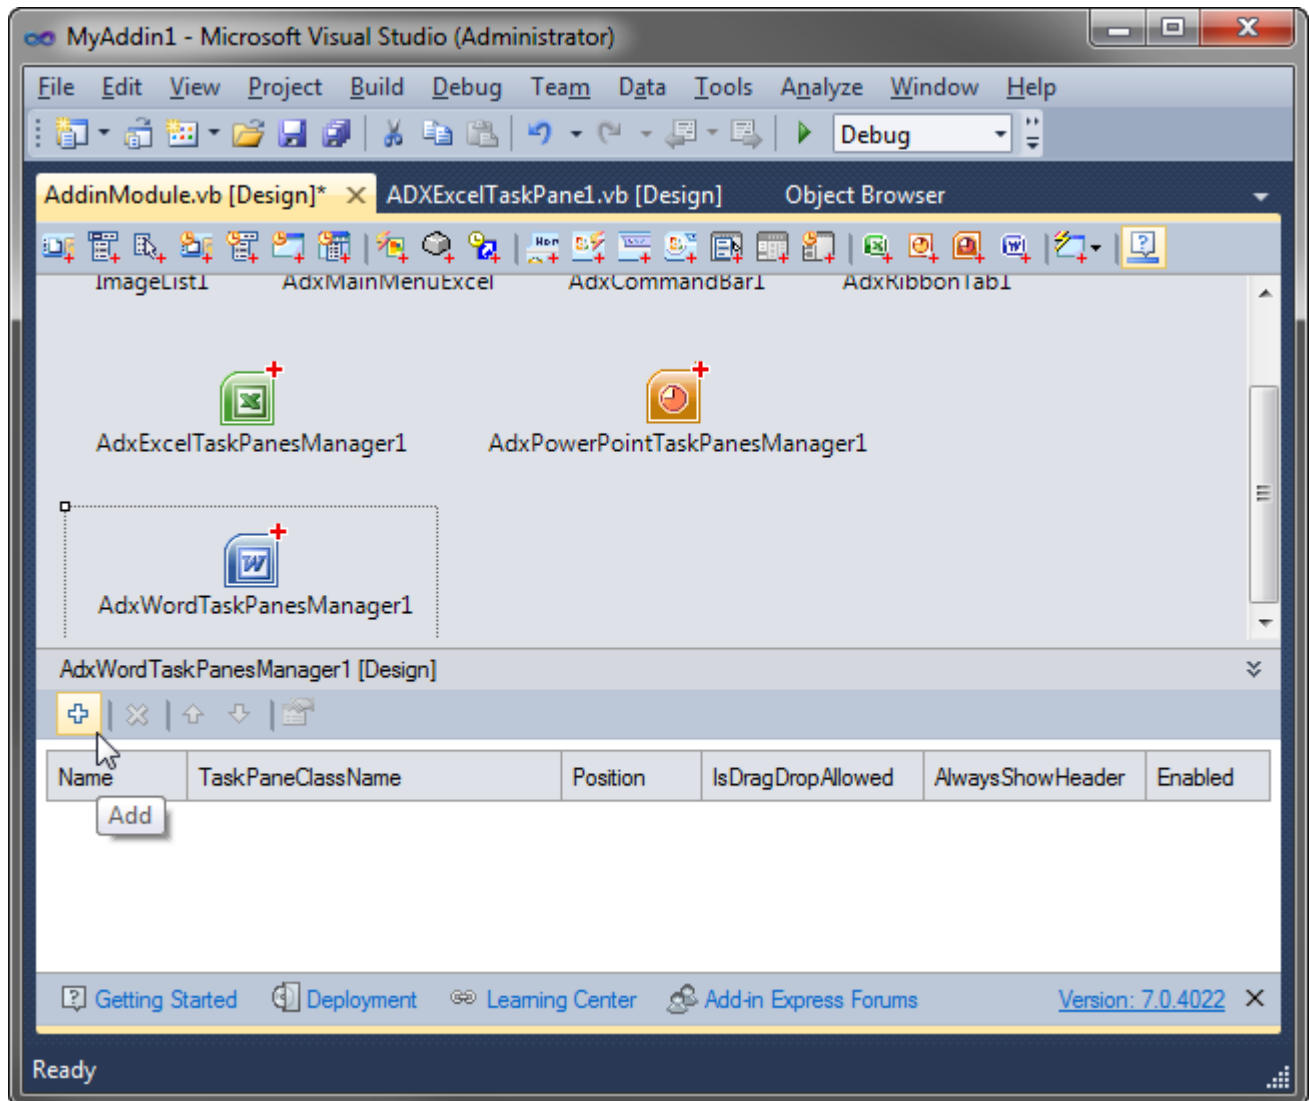 MyAddin1 - Microsoft Visual Studio (Administrator)
File Edit View Project Build Debug Team Data Tools Analyze Window Help
Debug
AddinModule.vb [Design]* ADXExcelTaskPane1.vb [Design] Object Browser
ImageList1 AdxMainMenuExcel AdxCommandBar1 AdxRibbonTab1
AdxExcelTaskPanesManager1 AdxPowerPointTaskPanesManager1
AdxWordTaskPanesManager1
AdxWordTaskPanesManager1 [Design]
Name TaskPaneClassName Position IsDragDropAllowed AlwaysShowHeader Enabled
Add
Getting Started Deployment Learning Center Add-in Express Forums Version: 7.0.4022
Ready